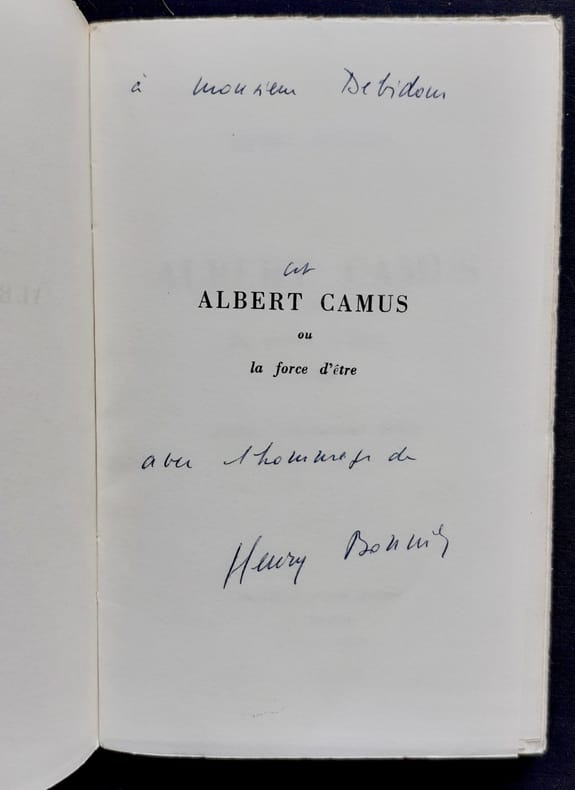 à monsieur Debidour
cet
ALBERT CAMUS
ou
la force d'être
avec l'hommage de
Henry Bonnier